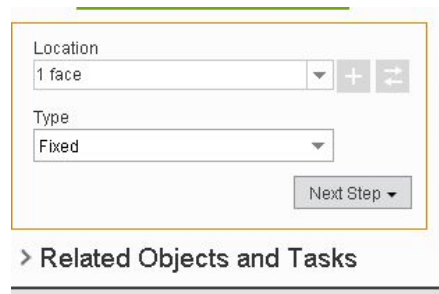 Location
1 face
Type
Fixed
Next Step
Related Objects and Tasks